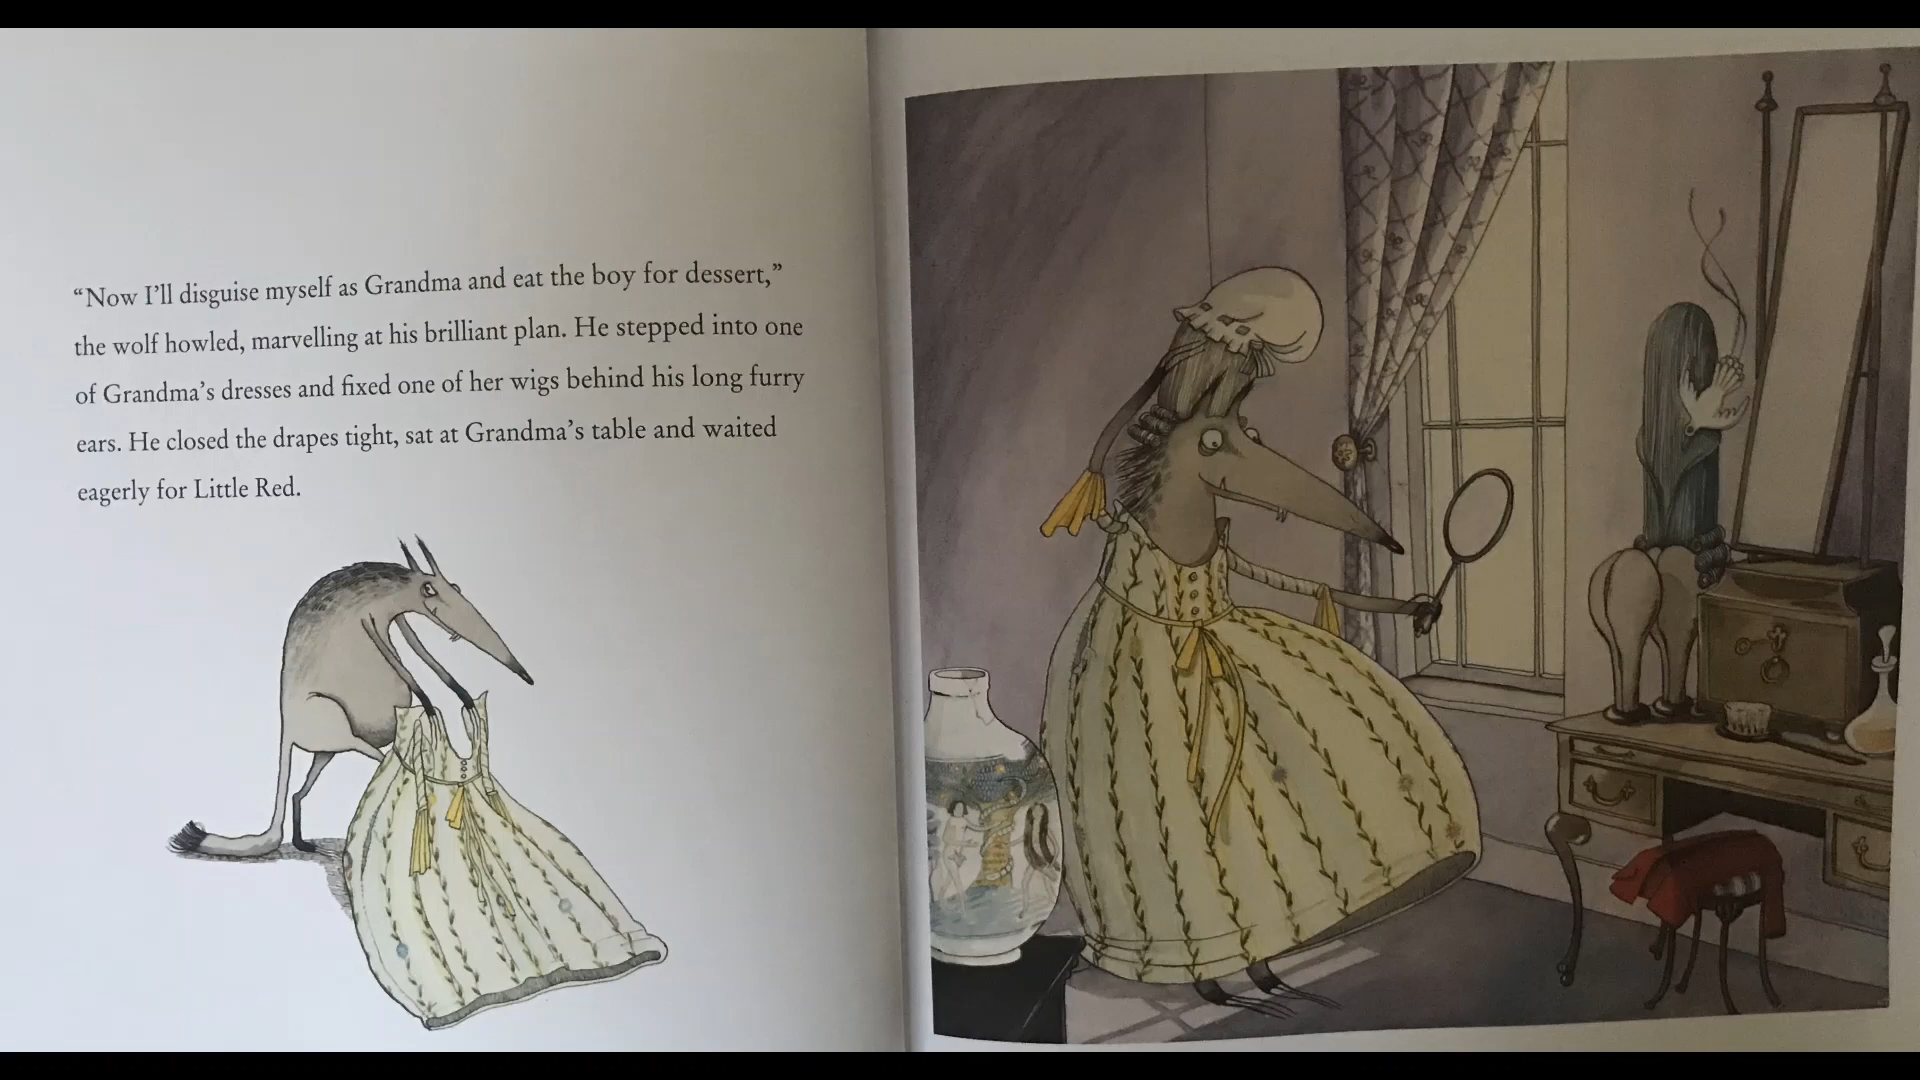 “Now I’ll disguise myself as Grandma and eat the boy for dessert,”
the wolf howled, marvelling at his brilliant plan. He stepped into one
of Grandma’s dresses and fixed one of her wigs behind his long furry
ears. He closed the drapes tight, sat at Grandma’s table and waited
eagerly for Little Red.